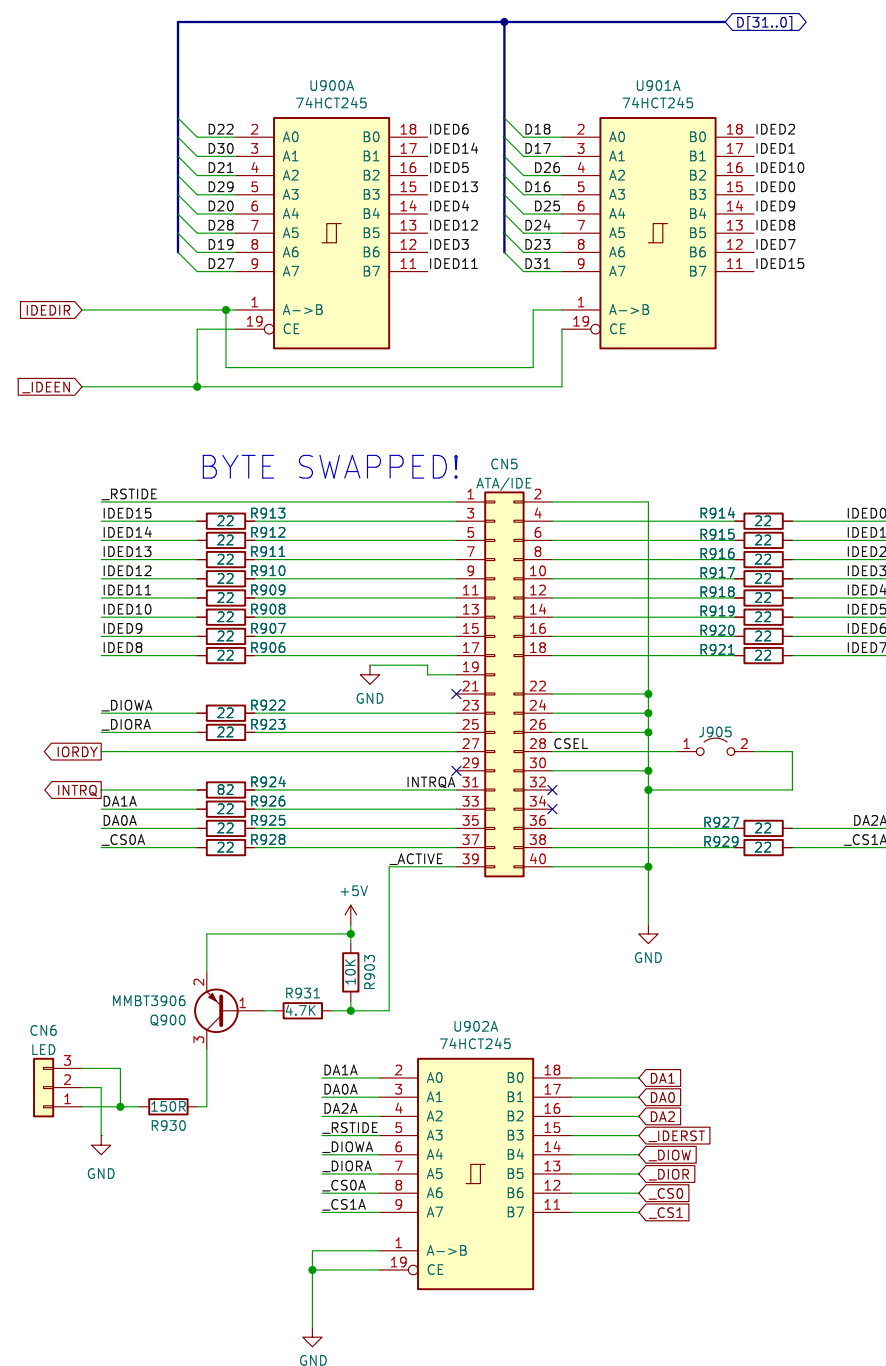 D[31..0]
U900A
74HCT245
U901A
74HCT245
D22 2 A0 B0 18 IDED6
D30 3 A1 B1 17 IDED14
D21 4 A2 B2 16 IDED5
D29 5 A3 B3 15 IDED13
D20 6 A4 B4 14 IDED4
D28 7 A5 B5 13 IDED12
D19 8 A6 B6 12 IDED3
D27 9 A7 B7 11 IDED11
1 A->B
19 CE
D18 2 A0 B0 18 IDED2
D17 3 A1 B1 17 IDED1
D26 4 A2 B2 16 IDED10
D16 5 A3 B3 15 IDED0
D25 6 A4 B4 14 IDED9
D24 7 A5 B5 13 IDED8
D23 8 A6 B6 12 IDED7
D31 9 A7 B7 11 IDED15
1 A->B
19 CE
IDEDIR
_IDEEN
BYTE SWAPPED!
CN5
ATA/IDE
_RSTIDE 1 2
IDED15 22 R913 3 4 R914 22 IDED0
IDED14 22 R912 5 6 R915 22 IDED1
IDED13 22 R911 7 8 R916 22 IDED2
IDED12 22 R910 9 10 R917 22 IDED3
IDED11 22 R909 11 12 R918 22 IDED4
IDED10 22 R908 13 14 R919 22 IDED5
IDED9 22 R907 15 16 R920 22 IDED6
IDED8 22 R906 17 18 R921 22 IDED7
19
GND
21 22
_DIOWA 22 R922 23 24
_DIORA 22 R923 25 26
IORDY 27 28 CSEL 1 J905 2
29 30
INTRQ 82 R924 INTRQA 31 32
DA1A 22 R926 33 34
DA0A 22 R925 35 36 R927 22 DA2A
_CS0A 22 R928 37 38 R929 22 _CS1A
_ACTIVE 39 40
GND
+5V
10K R903
R931
4.7K
MMBT3906
Q900
2
1
3
CN6
LED
3
2
1
150R
R930
GND
U902A
74HCT245
DA1A 2 A0 B0 18 DA1
DA0A 3 A1 B1 17 DA0
DA2A 4 A2 B2 16 DA2
_RSTIDE 5 A3 B3 15 _IDERST
_DIOWA 6 A4 B4 14 _DIOW
_DIORA 7 A5 B5 13 _DIOR
_CS0A 8 A6 B6 12 _CS0
_CS1A 9 A7 B7 11 _CS1
1 A->B
19 CE
GND